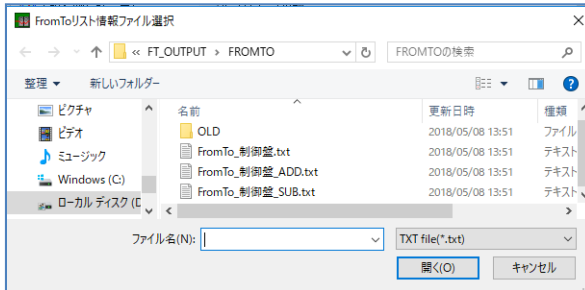 FromToリスト情報ファイル選択
« FT_OUTPUT › FROMTO
FROMTOの検索
整理 新しいフォルダー
ピクチャ
ビデオ
ミュージック
Windows (C:)
ローカル ディスク (D
名前 更新日時 種類
OLD 2018/05/08 13:51 ファイル
FromTo_制御盤.txt 2018/05/08 13:51 テキスト
FromTo_制御盤_ADD.txt 2018/05/08 13:51 テキスト
FromTo_制御盤_SUB.txt 2018/05/08 13:51 テキスト
ファイル名(N): TXT file(*.txt)
開く(O) キャンセル